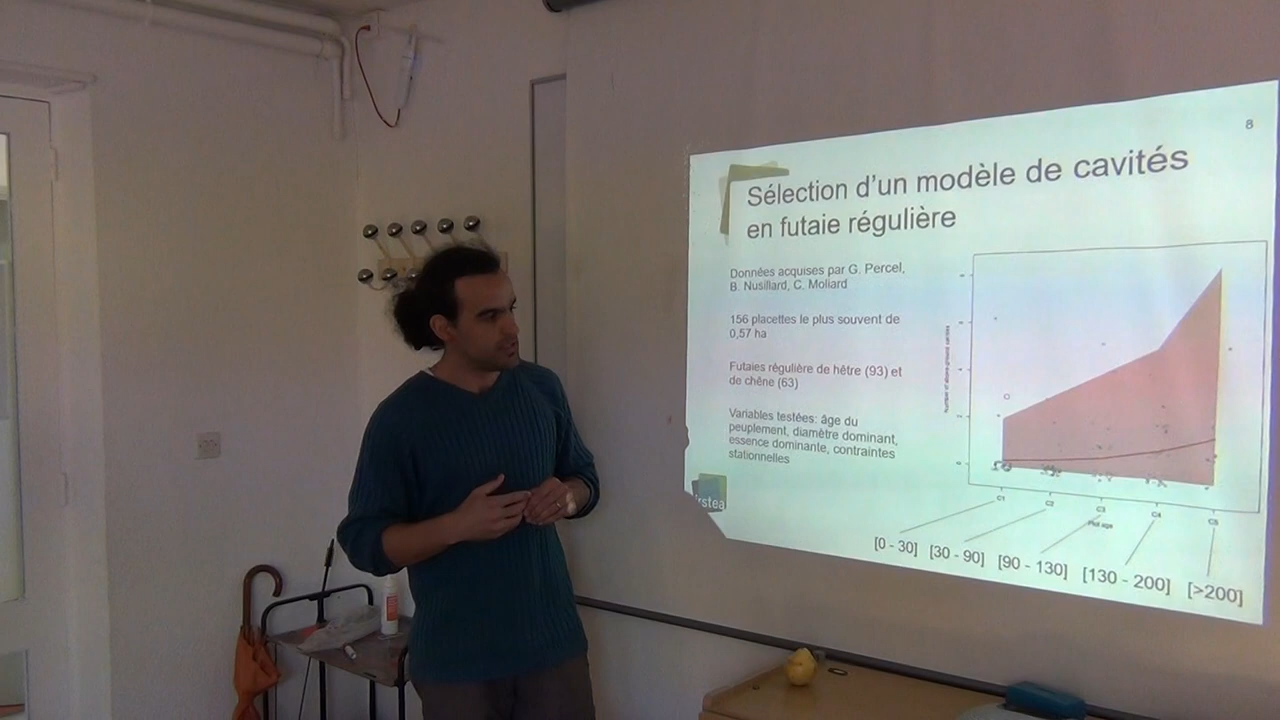 8
Sélection d'un modèle de cavités
en futaie régulière
Données acquises par G. Percel,
B. Nusillard, C. Moliard
156 placettes le plus souvent de
0,57 ha
Futaies régulière de hêtre (93) et
de chêne (63)
Variables testées: âge du
peuplement, diamètre dominant,
essence dominante, contraintes
stationnelles
C1 C2 C3 C4 C5
Plot age
[0 - 30] [30 - 90] [90 - 130] [130 - 200] [>200]
irstea